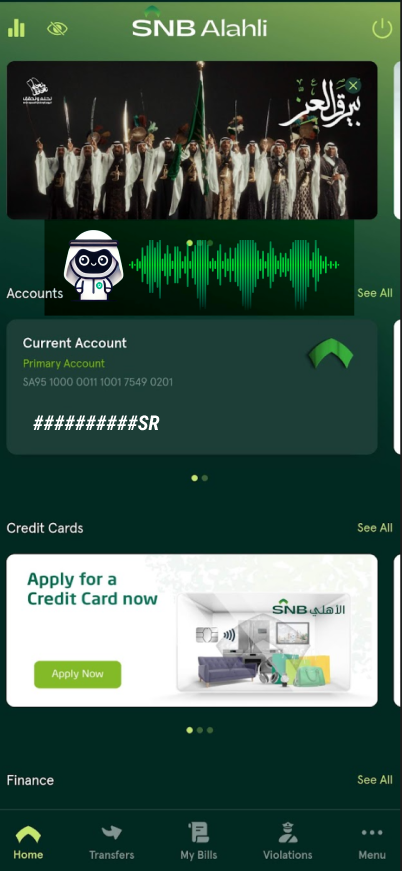 SNB Alahli
بيرق العز
Accounts
See All
Current Account
Primary Account
SA95 1000 0011 1001 7549 0201
##########SR
Credit Cards
See All
Apply for a
Credit Card now
SNB الأهلي
Apply Now
Finance
See All
Home
Transfers
My Bills
Violations
Menu